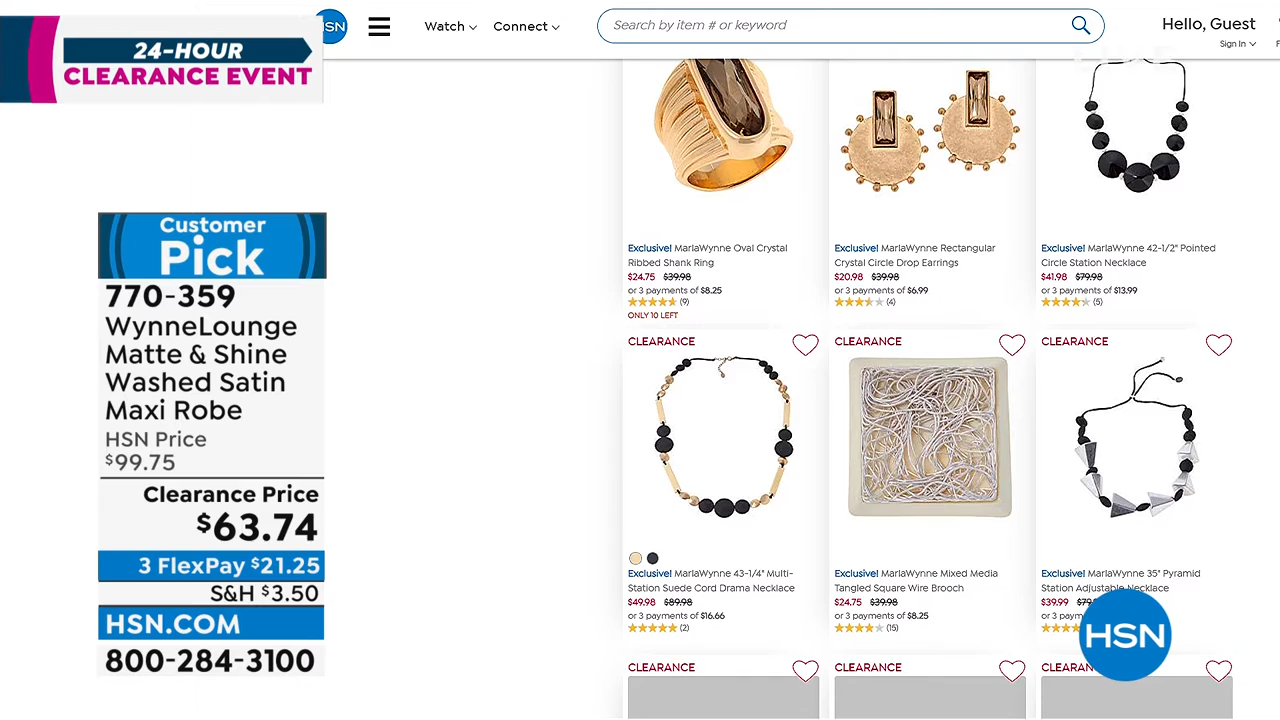 24-HOUR
CLEARANCE EVENT
HSN
Watch
Connect
Search by item # or keyword
Hello, Guest
Sign In
Customer
Pick
770-359
WynneLounge
Matte & Shine
Washed Satin
Maxi Robe
HSN Price
$99.75
Clearance Price
$63.74
3 FlexPay $21.25
S&H $3.50
HSN.COM
800-284-3100
Exclusive! MarlaWynne Oval Crystal
Ribbed Shank Ring
$24.75 $39.98
or 3 payments of $8.25
(9)
ONLY 10 LEFT
Exclusive! MarlaWynne Rectangular
Crystal Circle Drop Earrings
$20.98 $39.98
or 3 payments of $6.99
(4)
Exclusive! MarlaWynne 42-1/2" Pointed
Circle Station Necklace
$41.98 $79.98
or 3 payments of $13.99
(5)
CLEARANCE
Exclusive! MarlaWynne 43-1/4" Multi-
Station Suede Cord Drama Necklace
$49.98 $89.98
or 3 payments of $16.66
(2)
CLEARANCE
Exclusive! MarlaWynne Mixed Media
Tangled Square Wire Brooch
$24.75 $39.98
or 3 payments of $8.25
(15)
CLEARANCE
Exclusive! MarlaWynne 35" Pyramid
Station Adjustable Necklace
$39.99
or 3
CLEARANCE
CLEARANCE
HSN